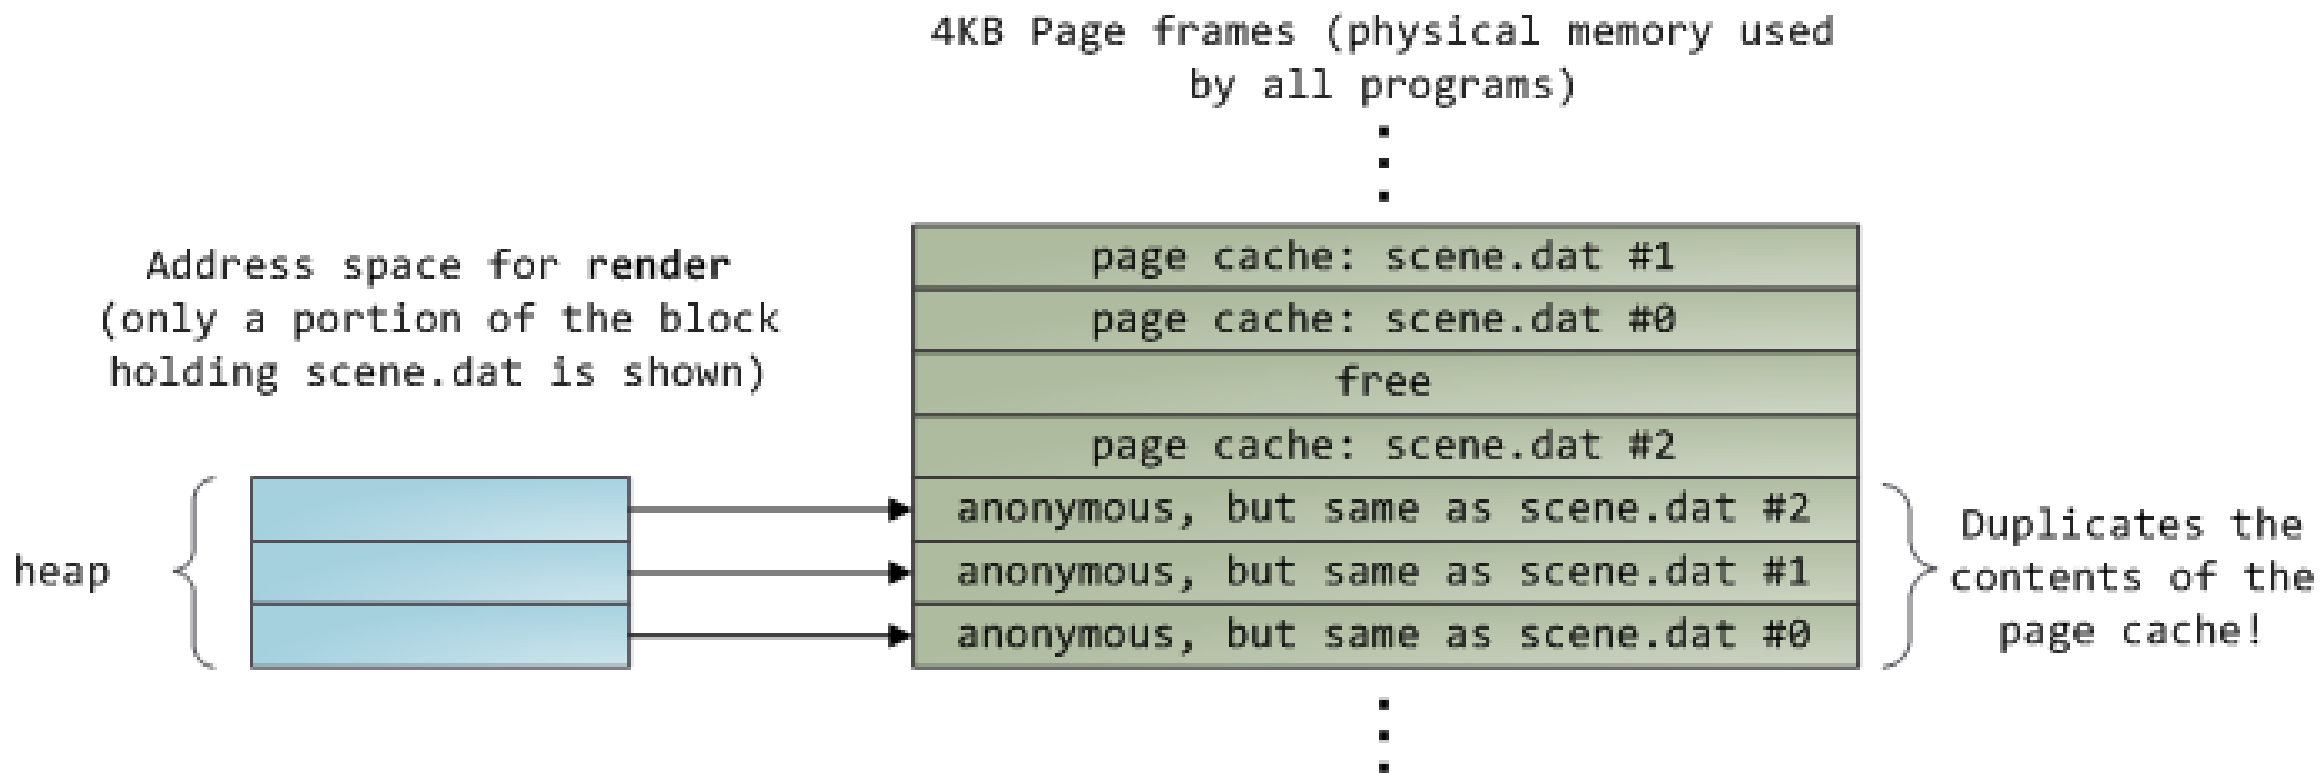 4KB Page frames (physical memory used
by all programs)
Address space for render
(only a portion of the block
holding scene.dat is shown)
page cache: scene.dat #1
page cache: scene.dat #0
free
page cache: scene.dat #2
anonymous, but same as scene.dat #2
anonymous, but same as scene.dat #1
anonymous, but same as scene.dat #0
heap
Duplicates the
contents of the
page cache!